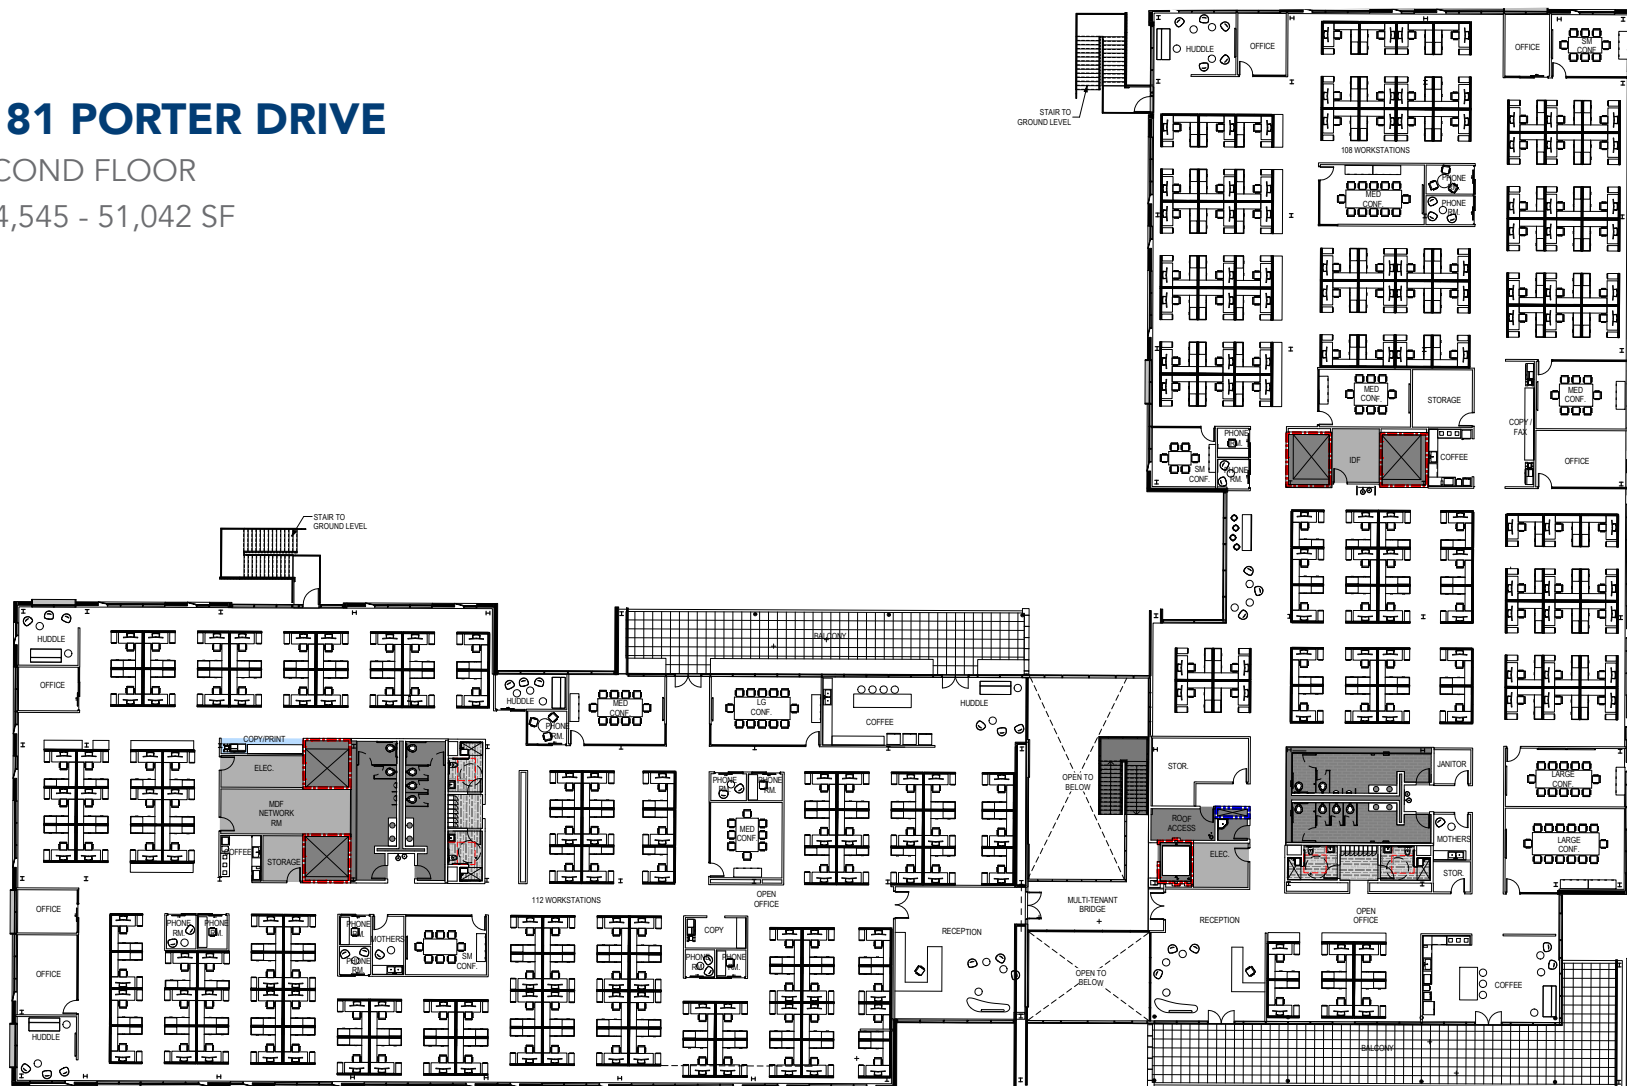 81 PORTER DRIVE
COND FLOOR
4,545 - 51,042 SF
STAIR TO
GROUND LEVEL
HUDDLE
OFFICE
108 WORKSTATIONS
OFFICE
SM
CONF.
MED
CONF.
PHONE
PHONE
RM.
MED
CONF.
STORAGE
COPY /
FAX
MED
CONF.
OFFICE
SM
CONF.
PHONE
RM.
PHONE
RM.
IDF
COFFEE
STAIR TO
GROUND LEVEL
HUDDLE
OFFICE
COPY/PRINT
ELEC.
MDF
NETWORK
RM
COFFEE
STORAGE
BALCONY
HUDDLE
PHONE
RM.
MED
CONF.
LG
CONF.
COFFEE
HUDDLE
PHONE
RM.
PHONE
RM.
MED
CONF.
OPEN TO
BELOW
STOR.
ROOF
ACCESS
ELEC.
JANITOR
MOTHERS
STOR.
LARGE
CONF.
LARGE
CONF.
OFFICE
OFFICE
HUDDLE
PHONE
RM.
PHONE
RM.
PHONE
RM.
PHONE
RM.
MOTHERS
SM
CONF.
112 WORKSTATIONS
OPEN
OFFICE
COPY
PHONE
RM.
PHONE
RM.
RECEPTION
MULTI-TENANT
BRIDGE
OPEN TO
BELOW
RECEPTION
OPEN
OFFICE
COFFEE
BALCONY